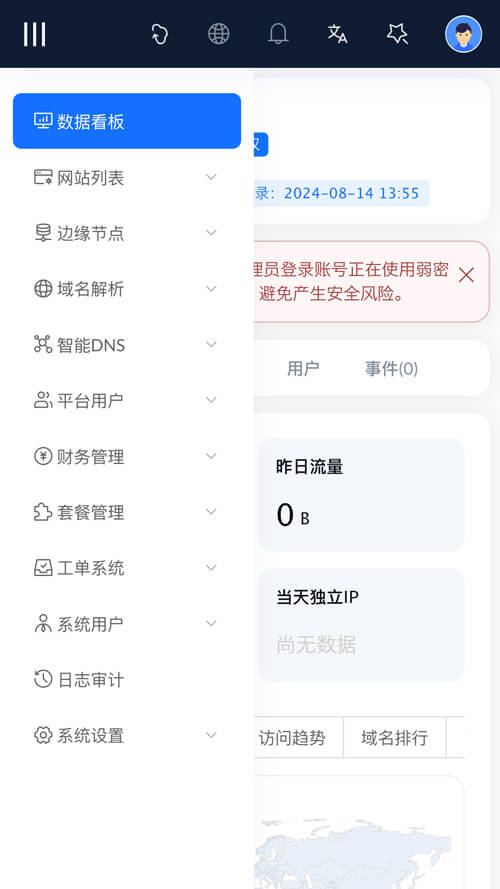 数据看板
网站列表
边缘节点
域名解析
智能DNS
平台用户
财务管理
套餐管理
工单系统
系统用户
日志审计
系统设置
录：2024-08-14 13:55
理员登录账号正在使用弱密
避免产生安全风险。
用户
事件(0)
昨日流量
0 B
当天独立IP
尚无数据
访问趋势
域名排行